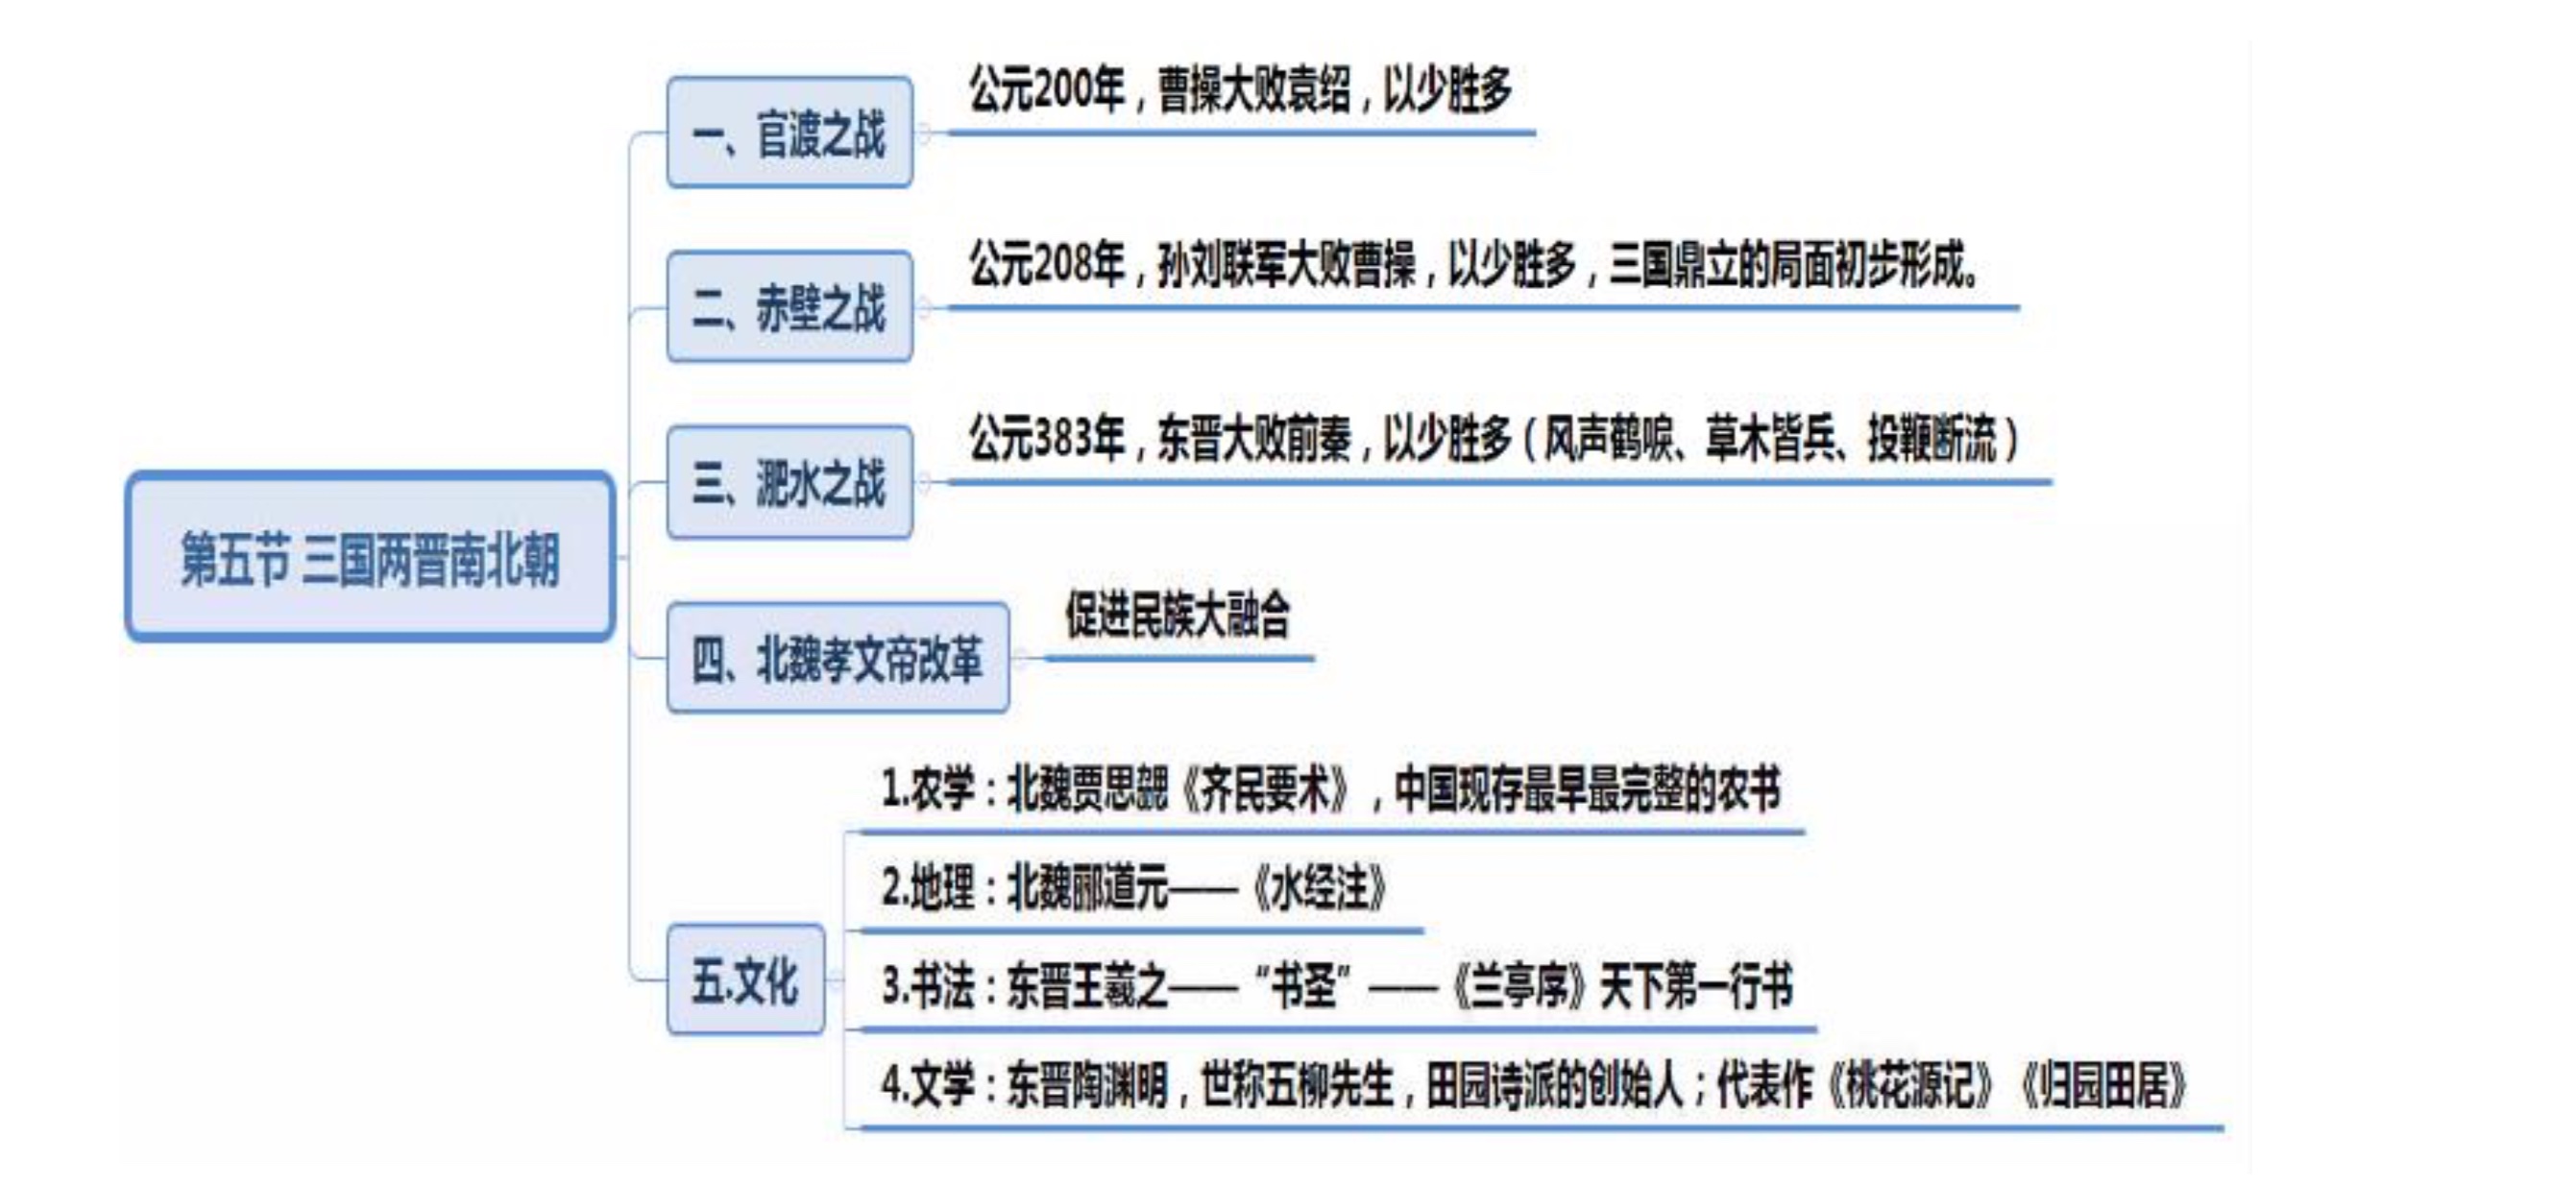 一、官渡之战
公元200年，曹操大败袁绍，以少胜多
二、赤壁之战
公元208年，孙刘联军大败曹操，以少胜多，三国鼎立的局面初步形成。
三、淝水之战
公元383年，东晋大败前秦，以少胜多（风声鹤唳、草木皆兵、投鞭断流）
第五节 三国两晋南北朝
四、北魏孝文帝改革
促进民族大融合
五.文化
1.农学：北魏贾思勰《齐民要术》，中国现存最早最完整的农书
2.地理：北魏郦道元——《水经注》
3.书法：东晋王羲之——“书圣”——《兰亭序》天下第一行书
4.文学：东晋陶渊明，世称五柳先生，田园诗派的创始人；代表作《桃花源记》《归园田居》